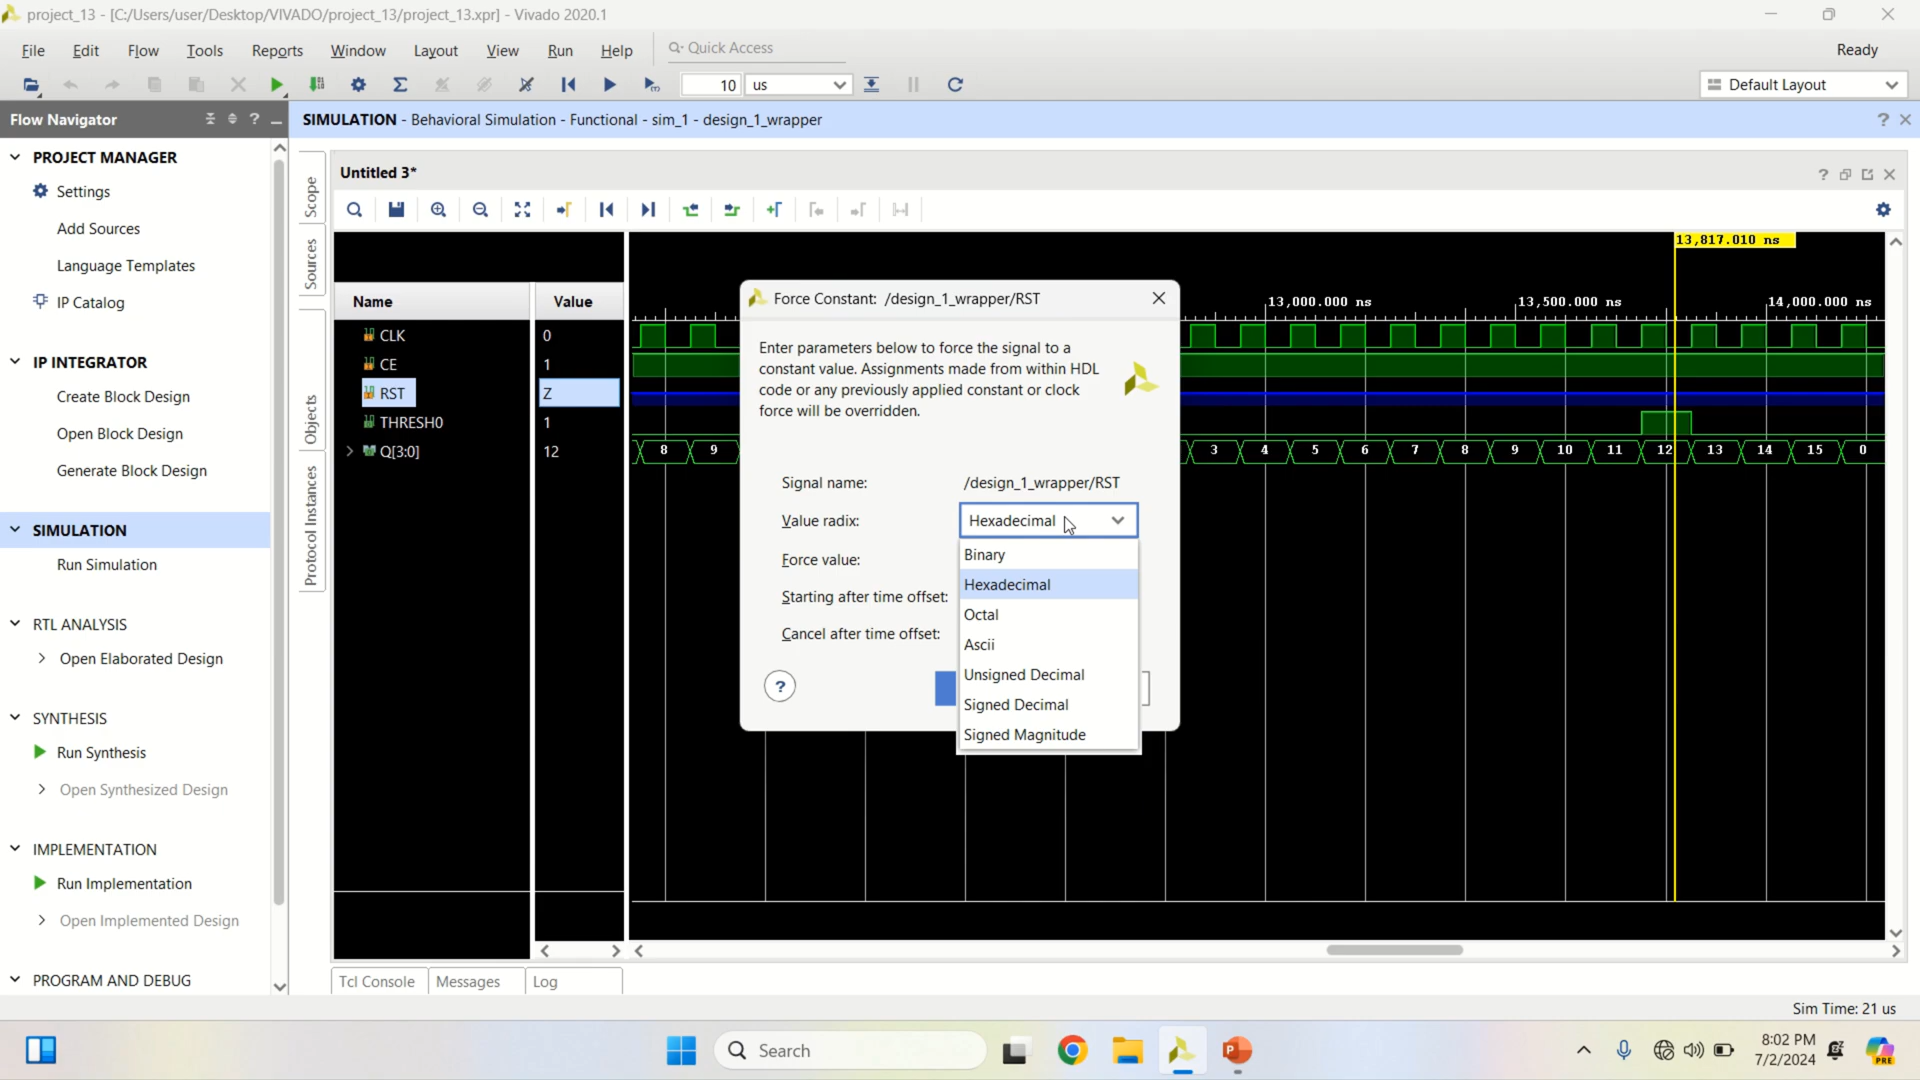 project_13 - [C:/Users/user/Desktop/VIVADO/project_13/project_13.xpr] - Vivado 2020.1
File Edit Flow Tools Reports Window Layout View Run Help Quick Access Ready
10 us Default Layout
Flow Navigator
SIMULATION - Behavioral Simulation - Functional - sim_1 - design_1_wrapper
PROJECT MANAGER
Settings
Add Sources
Language Templates
IP Catalog
IP INTEGRATOR
Create Block Design
Open Block Design
Generate Block Design
SIMULATION
Run Simulation
RTL ANALYSIS
Open Elaborated Design
SYNTHESIS
Run Synthesis
Open Synthesized Design
IMPLEMENTATION
Run Implementation
Open Implemented Design
PROGRAM AND DEBUG
Scope
Sources
Objects
Protocol Instances
Untitled 3*
13,817.010 ns
Name Value
13,000.000 ns 13,500.000 ns 14,000.000 ns
CLK 0
CE 1
RST Z
THRESH0 1
Q[3:0] 12
8 9 3 4 5 6 7 8 9 10 11 12 13 14 15 0
Force Constant: /design_1_wrapper/RST
Enter parameters below to force the signal to a
constant value. Assignments made from within HDL
code or any previously applied constant or clock
force will be overridden.
Signal name: /design_1_wrapper/RST
Value radix: Hexadecimal
Force value:
Starting after time offset:
Cancel after time offset:
Binary
Hexadecimal
Octal
Ascii
Unsigned Decimal
Signed Decimal
Signed Magnitude
?
Tcl Console Messages Log
Sim Time: 21 us
Search
8:02 PM
7/2/2024
PRE